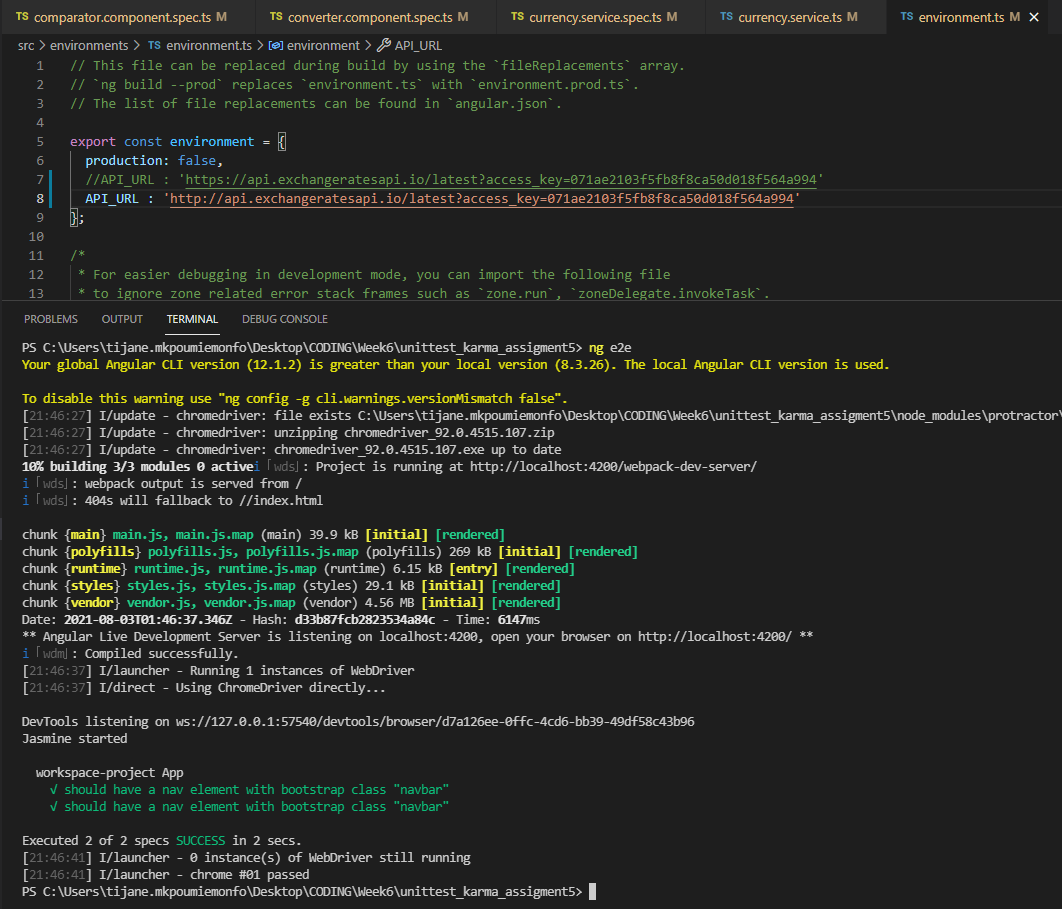 TS comparator.component.spec.ts M TS converter.component.spec.ts M TS currency.service.spec.ts M TS currency.service.ts M TS environment.ts M ×
src > environments > TS environment.ts > environment > API_URL
1 // This file can be replaced during build by using the `fileReplacements` array.
2 // `ng build --prod` replaces `environment.ts` with `environment.prod.ts`.
3 // The list of file replacements can be found in `angular.json`.
4
5 export const environment = {
6 production: false,
7 //API_URL : 'https://api.exchangeratesapi.io/latest?access_key=071ae2103f5fb8f8ca50d018f564a994'
8 API_URL : 'http://api.exchangeratesapi.io/latest?access_key=071ae2103f5fb8f8ca50d018f564a994'
9 };
10
11 /*
12 * For easier debugging in development mode, you can import the following file
13 * to ignore zone related error stack frames such as `zone.run`, `zoneDelegate.invokeTask`.
PROBLEMS OUTPUT TERMINAL DEBUG CONSOLE
PS C:\Users\tijane.mkpoumiemonfo\Desktop\CODING\Week6\unittest_karma_assigment5> ng e2e
Your global Angular CLI version (12.1.2) is greater than your local version (8.3.26). The local Angular CLI version is used.
To disable this warning use "ng config -g cli.warnings.versionMismatch false".
[21:46:27] I/update - chromedriver: file exists C:\Users\tijane.mkpoumiemonfo\Desktop\CODING\Week6\unittest_karma_assigment5\node_modules\protractor\
[21:46:27] I/update - chromedriver: unzipping chromedriver_92.0.4515.107.zip
[21:46:27] I/update - chromedriver: chromedriver_92.0.4515.107.exe up to date
10% building 3/3 modules 0 activei ｢wds｣: Project is running at http://localhost:4200/webpack-dev-server/
i ｢wds｣: webpack output is served from /
i ｢wds｣: 404s will fallback to //index.html
chunk {main} main.js, main.js.map (main) 39.9 kB [initial] [rendered]
chunk {polyfills} polyfills.js, polyfills.js.map (polyfills) 269 kB [initial] [rendered]
chunk {runtime} runtime.js, runtime.js.map (runtime) 6.15 kB [entry] [rendered]
chunk {styles} styles.js, styles.js.map (styles) 29.1 kB [initial] [rendered]
chunk {vendor} vendor.js, vendor.js.map (vendor) 4.56 MB [initial] [rendered]
Date: 2021-08-03T01:46:37.346Z - Hash: d33b87fcb2823534a84c - Time: 6147ms
** Angular Live Development Server is listening on localhost:4200, open your browser on http://localhost:4200/ **
i ｢wdm｣: Compiled successfully.
[21:46:37] I/launcher - Running 1 instances of WebDriver
[21:46:37] I/direct - Using ChromeDriver directly...
DevTools listening on ws://127.0.0.1:57540/devtools/browser/d7a126ee-0ffc-4cd6-bb39-49df58c43b96
Jasmine started
workspace-project App
√ should have a nav element with bootstrap class "navbar"
√ should have a nav element with bootstrap class "navbar"
Executed 2 of 2 specs SUCCESS in 2 secs.
[21:46:41] I/launcher - 0 instance(s) of WebDriver still running
[21:46:41] I/launcher - chrome #01 passed
PS C:\Users\tijane.mkpoumiemonfo\Desktop\CODING\Week6\unittest_karma_assigment5>